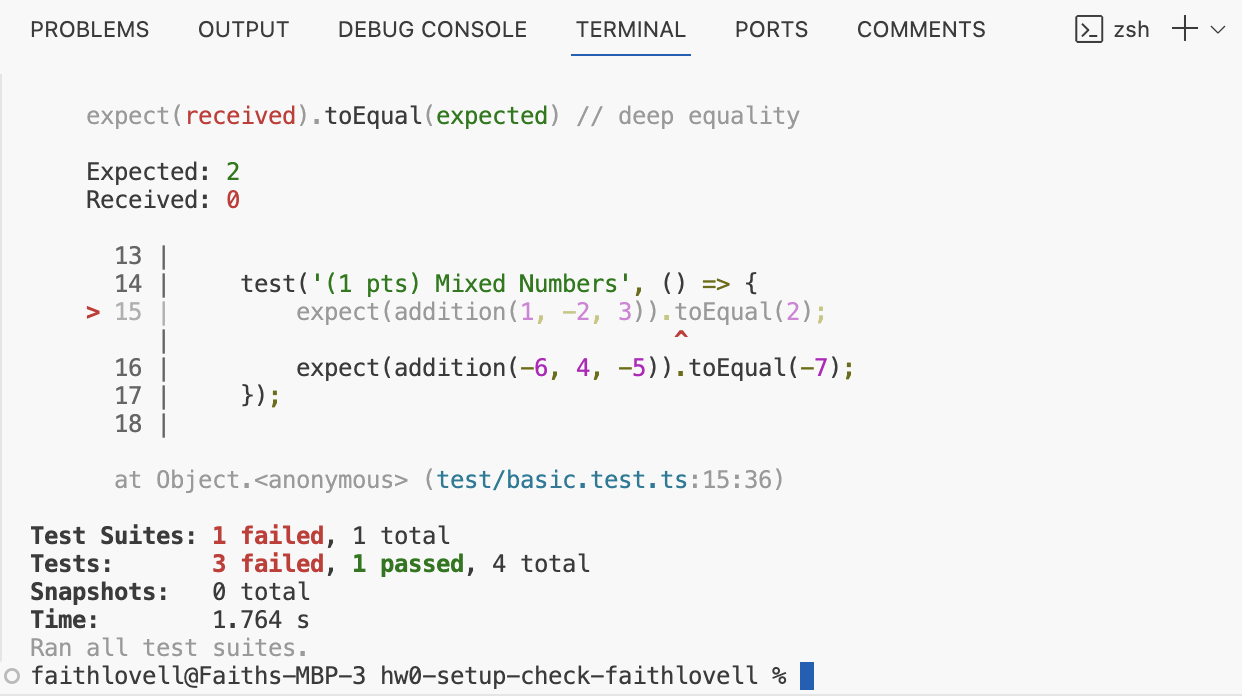 PROBLEMS OUTPUT DEBUG CONSOLE TERMINAL PORTS COMMENTS zsh
expect(received).toEqual(expected) // deep equality
Expected: 2
Received: 0
13 |
14 | test('(1 pts) Mixed Numbers', () => {
> 15 | expect(addition(1, -2, 3)).toEqual(2);
| ^
16 | expect(addition(-6, 4, -5)).toEqual(-7);
17 | });
18 |
at Object.<anonymous> (test/basic.test.ts:15:36)
Test Suites: 1 failed, 1 total
Tests: 3 failed, 1 passed, 4 total
Snapshots: 0 total
Time: 1.764 s
Ran all test suites.
faithlovell@Faiths-MBP-3 hw0-setup-check-faithlovell %